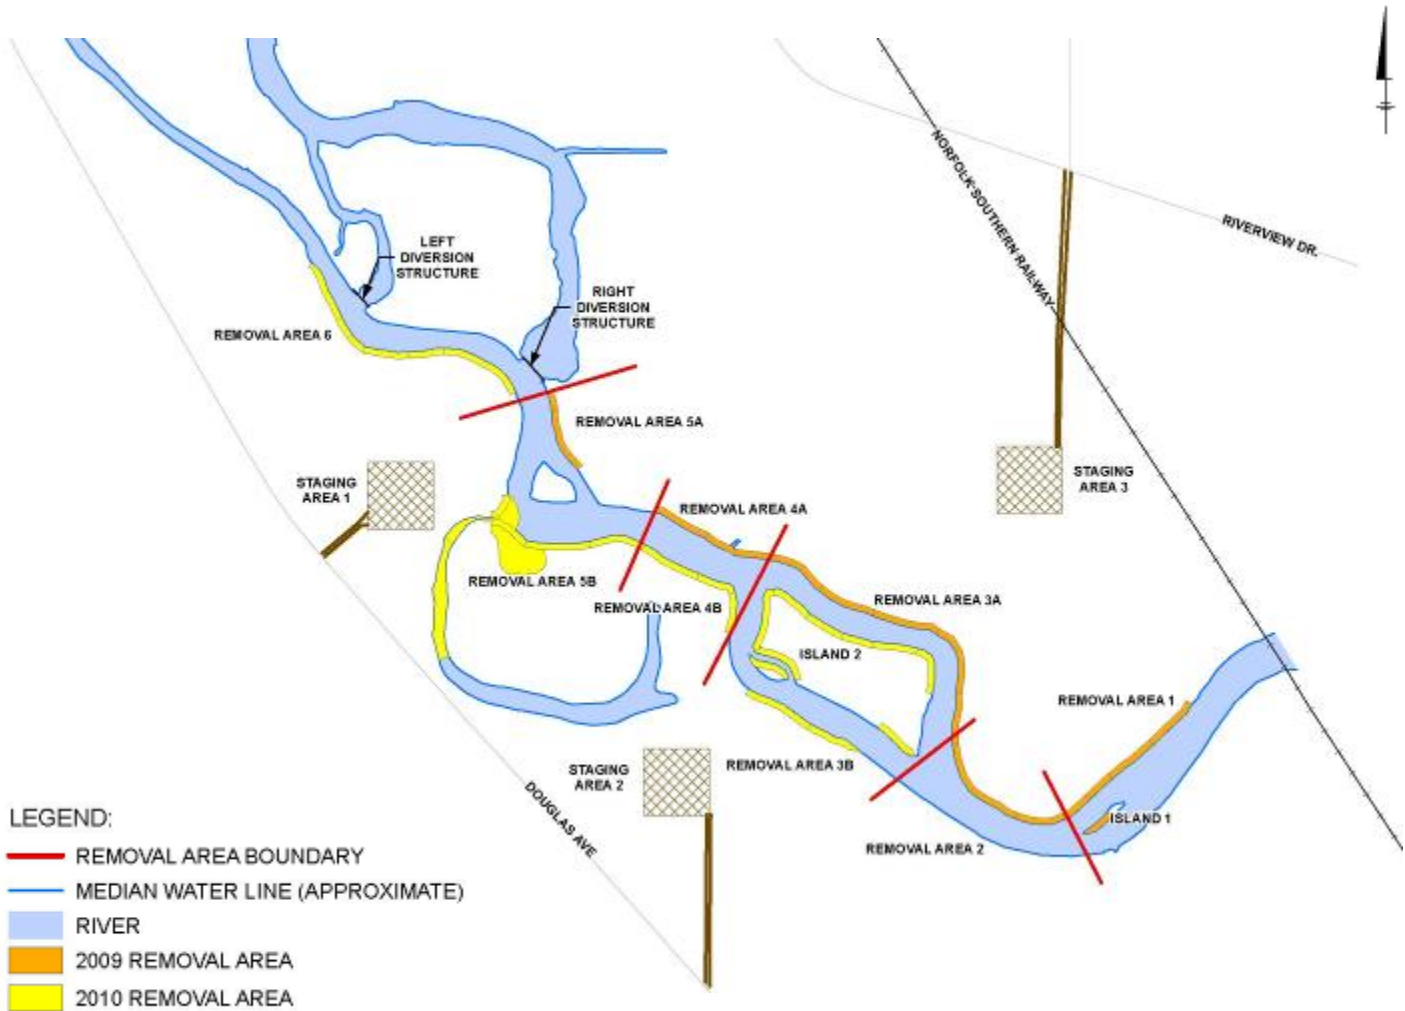 NORFOLK-SOUTHERN-RAILWAY
RIVERVIEW DR.
LEFT
DIVERSION
STRUCTURE
RIGHT
DIVERSION
STRUCTURE
REMOVAL AREA 6
REMOVAL AREA 5A
STAGING
AREA 1
STAGING
AREA 3
REMOVAL AREA 4A
REMOVAL AREA 5B
REMOVAL AREA 4B
REMOVAL AREA 3A
ISLAND 2
REMOVAL AREA 1
STAGING
AREA 2
REMOVAL AREA 3B
DOUGLAS AVE
ISLAND 1
REMOVAL AREA 2
LEGEND:
REMOVAL AREA BOUNDARY
MEDIAN WATER LINE (APPROXIMATE)
RIVER
2009 REMOVAL AREA
2010 REMOVAL AREA